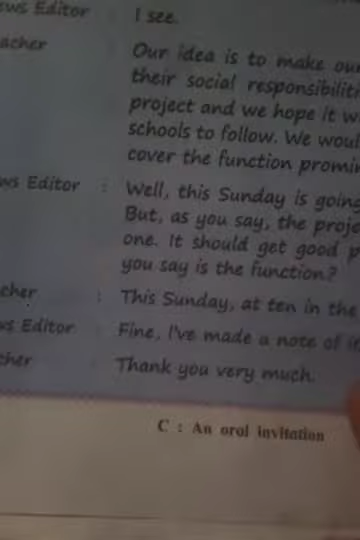 ews Editor : I see.
acher Our idea is to make our
their social responsibiliti
project and we hope it w
schools to follow. We woul
cover the function promin
ws Editor : Well, this Sunday is going
But, as you say, the proje
one. It should get good p
you say is the function?
cher : This Sunday, at ten in the
ws Editor : Fine, I've made a note of it
cher : Thank you very much.
C : An oral invitation